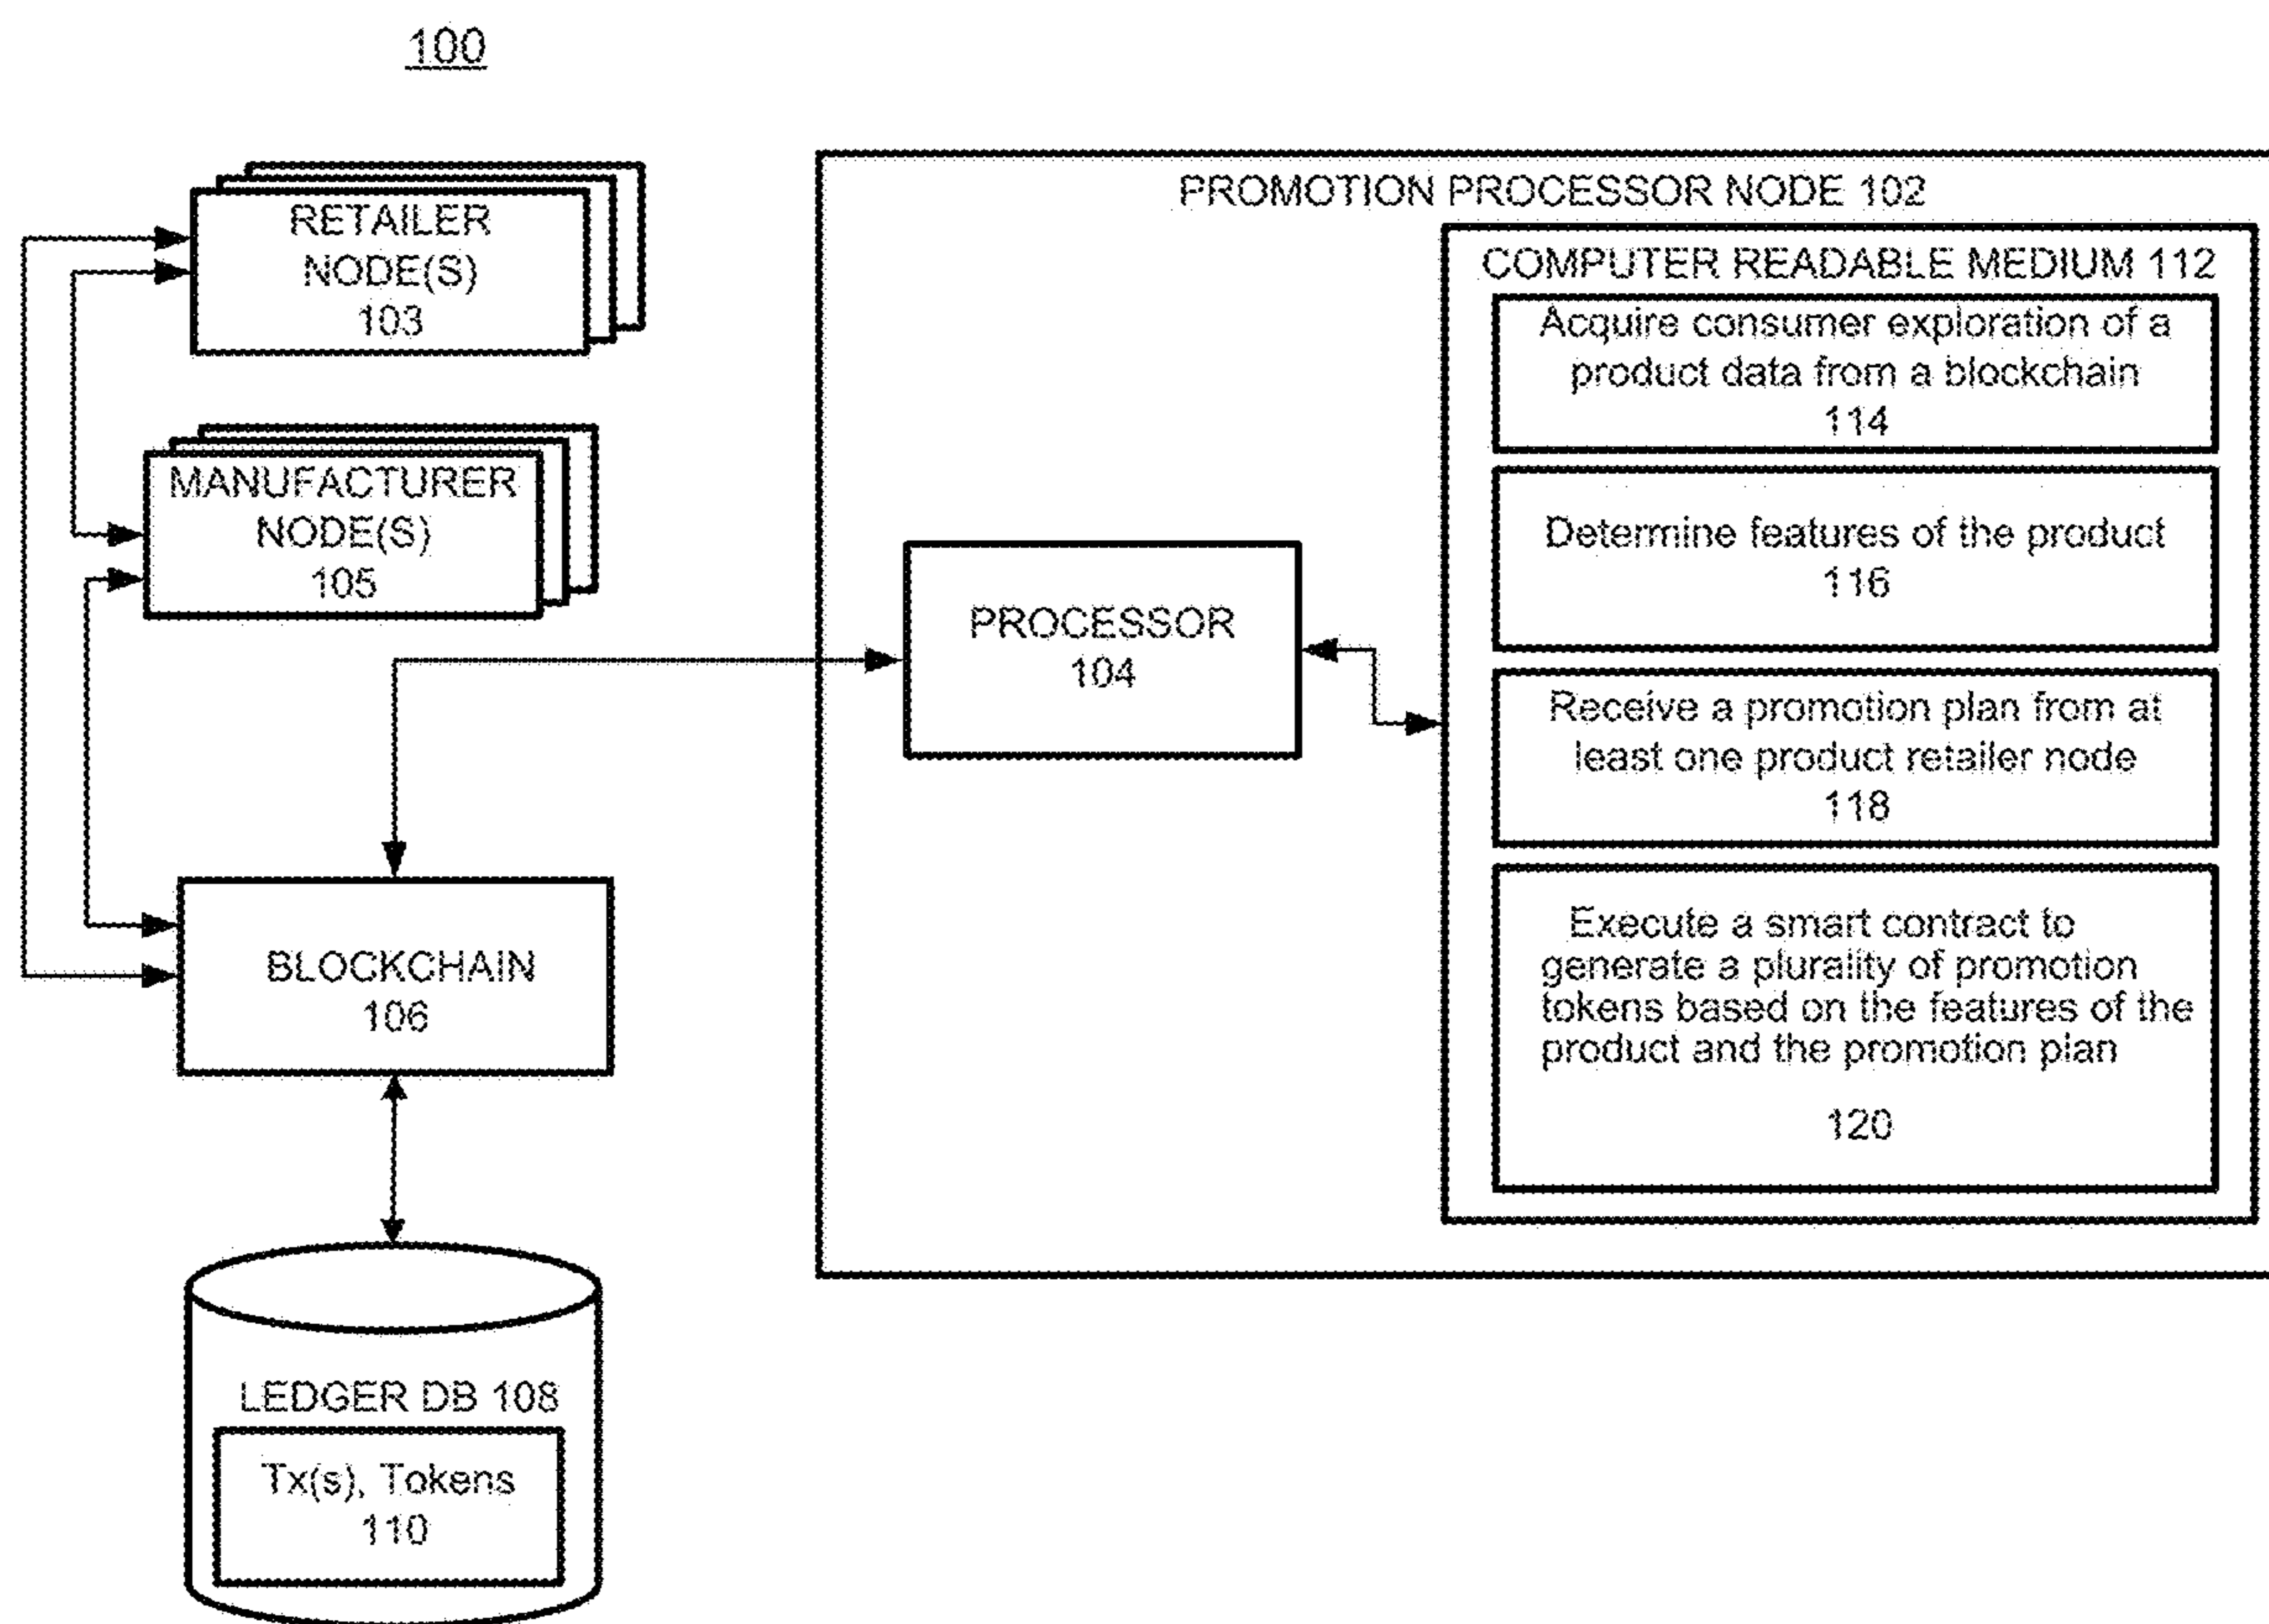 100
RETAILER
NODE(S)
103
MANUFACTURER
NODE(S)
105
BLOCKCHAIN
106
LEDGER DB 108
Tx(s), Tokens
110
PROMOTION PROCESSOR NODE 102
PROCESSOR
104
COMPUTER READABLE MEDIUM 112
Acquire consumer exploration of a
product data from a blockchain
114
Determine features of the product
116
Receive a promotion plan from at
least one product retailer node
118
Execute a smart contract to
generate a plurality of promotion
tokens based on the features of the
product and the promotion plan
120